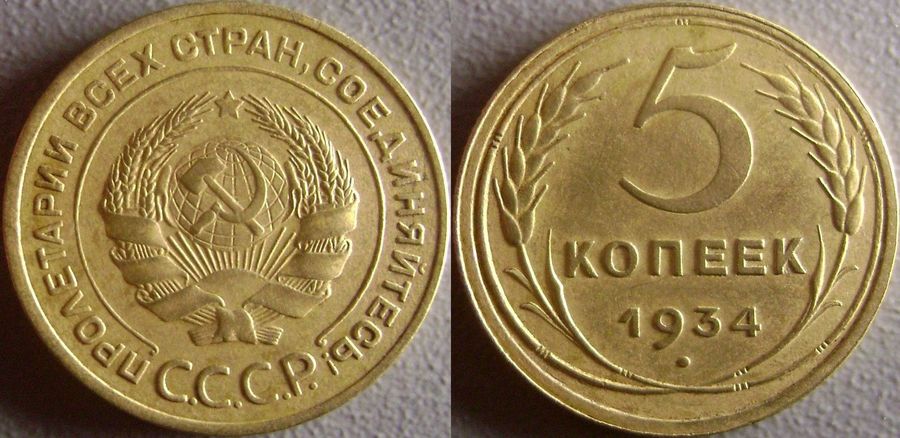 ПРОЛЕТАРИИ ВСЕХ СТРАН, СОЕДИНЯЙТЕСЬ!
С.С.С.Р.
5
КОПЕЕК
1934